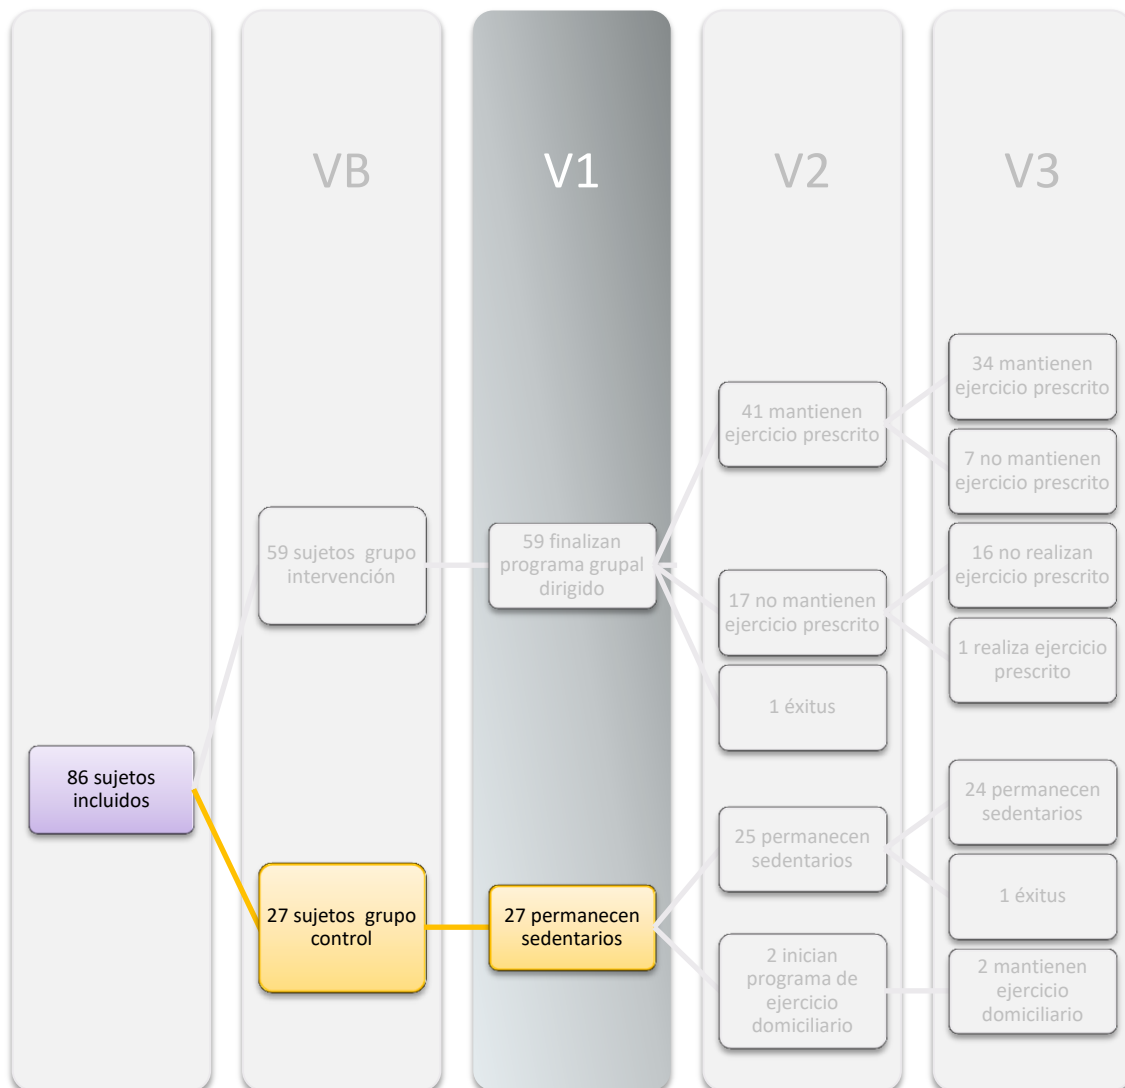 VB
V1
V2
V3
86 sujetos
incluidos
59 sujetos  grupo
intervención
27 sujetos  grupo
control
59 finalizan
programa grupal
dirigido
27 permanecen
sedentarios
41 mantienen
ejercicio prescrito
17 no mantienen
ejercicio prescrito
1 éxitus
25 permanecen
sedentarios
2 inician
programa de
ejercicio
domiciliario
34 mantienen
ejercicio prescrito
7 no mantienen
ejercicio prescrito
16 no realizan
ejercicio prescrito
1 realiza ejercicio
prescrito
24 permanecen
sedentarios
1 éxitus
2 mantienen
ejercicio
domiciliario